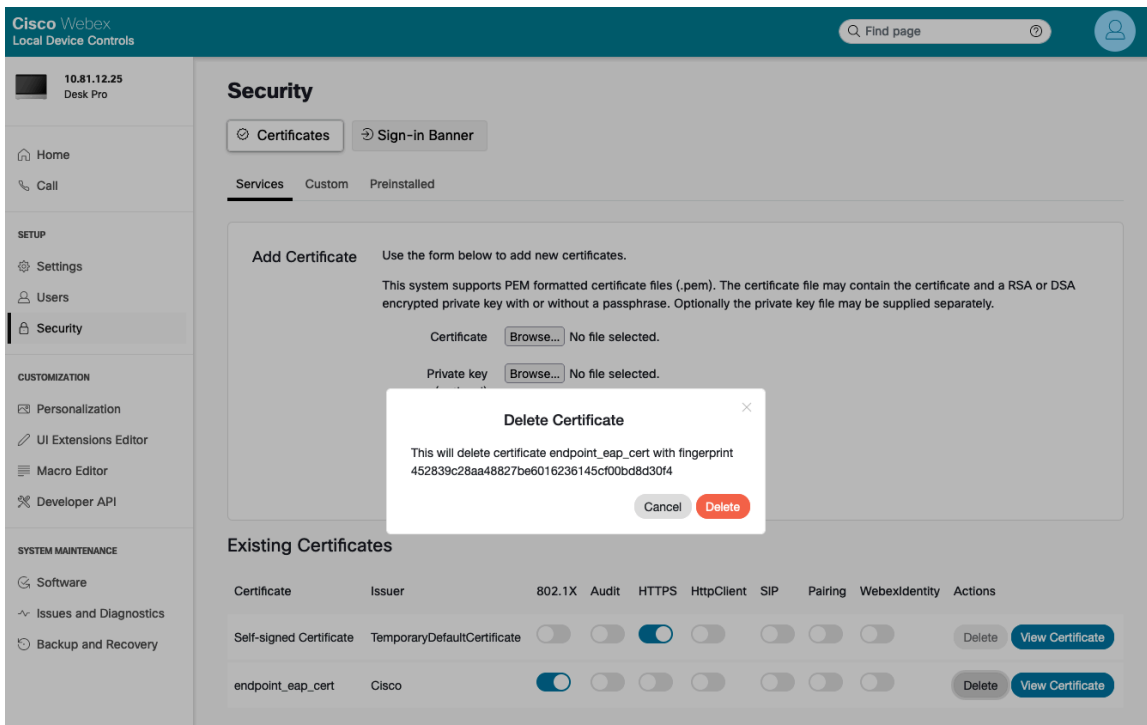 Cisco Webex
Local Device Controls
Find page
10.81.12.25
Desk Pro
Home
Call
SETUP
Settings
Users
Security
CUSTOMIZATION
Personalization
UI Extensions Editor
Macro Editor
Developer API
SYSTEM MAINTENANCE
Software
Issues and Diagnostics
Backup and Recovery
Security
Certificates
Sign-in Banner
Services Custom Preinstalled
Add Certificate
Use the form below to add new certificates.
This system supports PEM formatted certificate files (.pem). The certificate file may contain the certificate and a RSA or DSA
encrypted private key with or without a passphrase. Optionally the private key file may be supplied separately.
Certificate Browse... No file selected.
Private key Browse... No file selected.
Delete Certificate
This will delete certificate endpoint_eap_cert with fingerprint
452839c28aa48827be6016236145cf00bd8d30f4
Cancel Delete
Existing Certificates
Certificate Issuer 802.1X Audit HTTPS HttpClient SIP Pairing WebexIdentity Actions
Self-signed Certificate TemporaryDefaultCertificate Delete View Certificate
endpoint_eap_cert Cisco Delete View Certificate